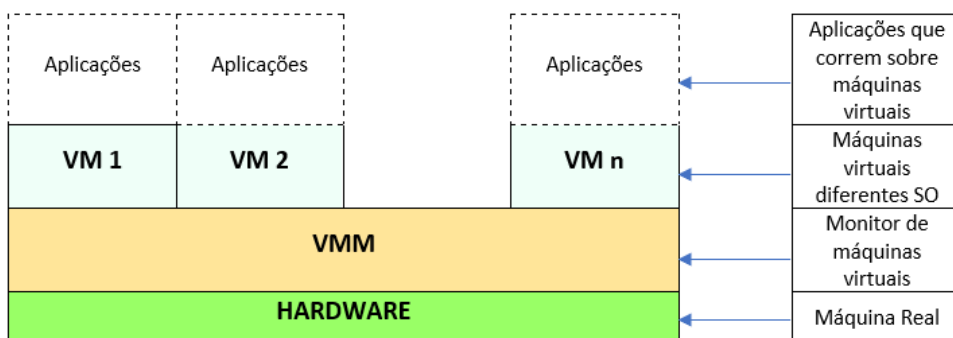 Aplicações
Aplicações
Aplicações
Aplicações que
correm sobre
máquinas
virtuais
VM 1
VM 2
VM n
Máquinas
virtuais
diferentes SO
VMM
Monitor de
máquinas
virtuais
HARDWARE
Máquina Real